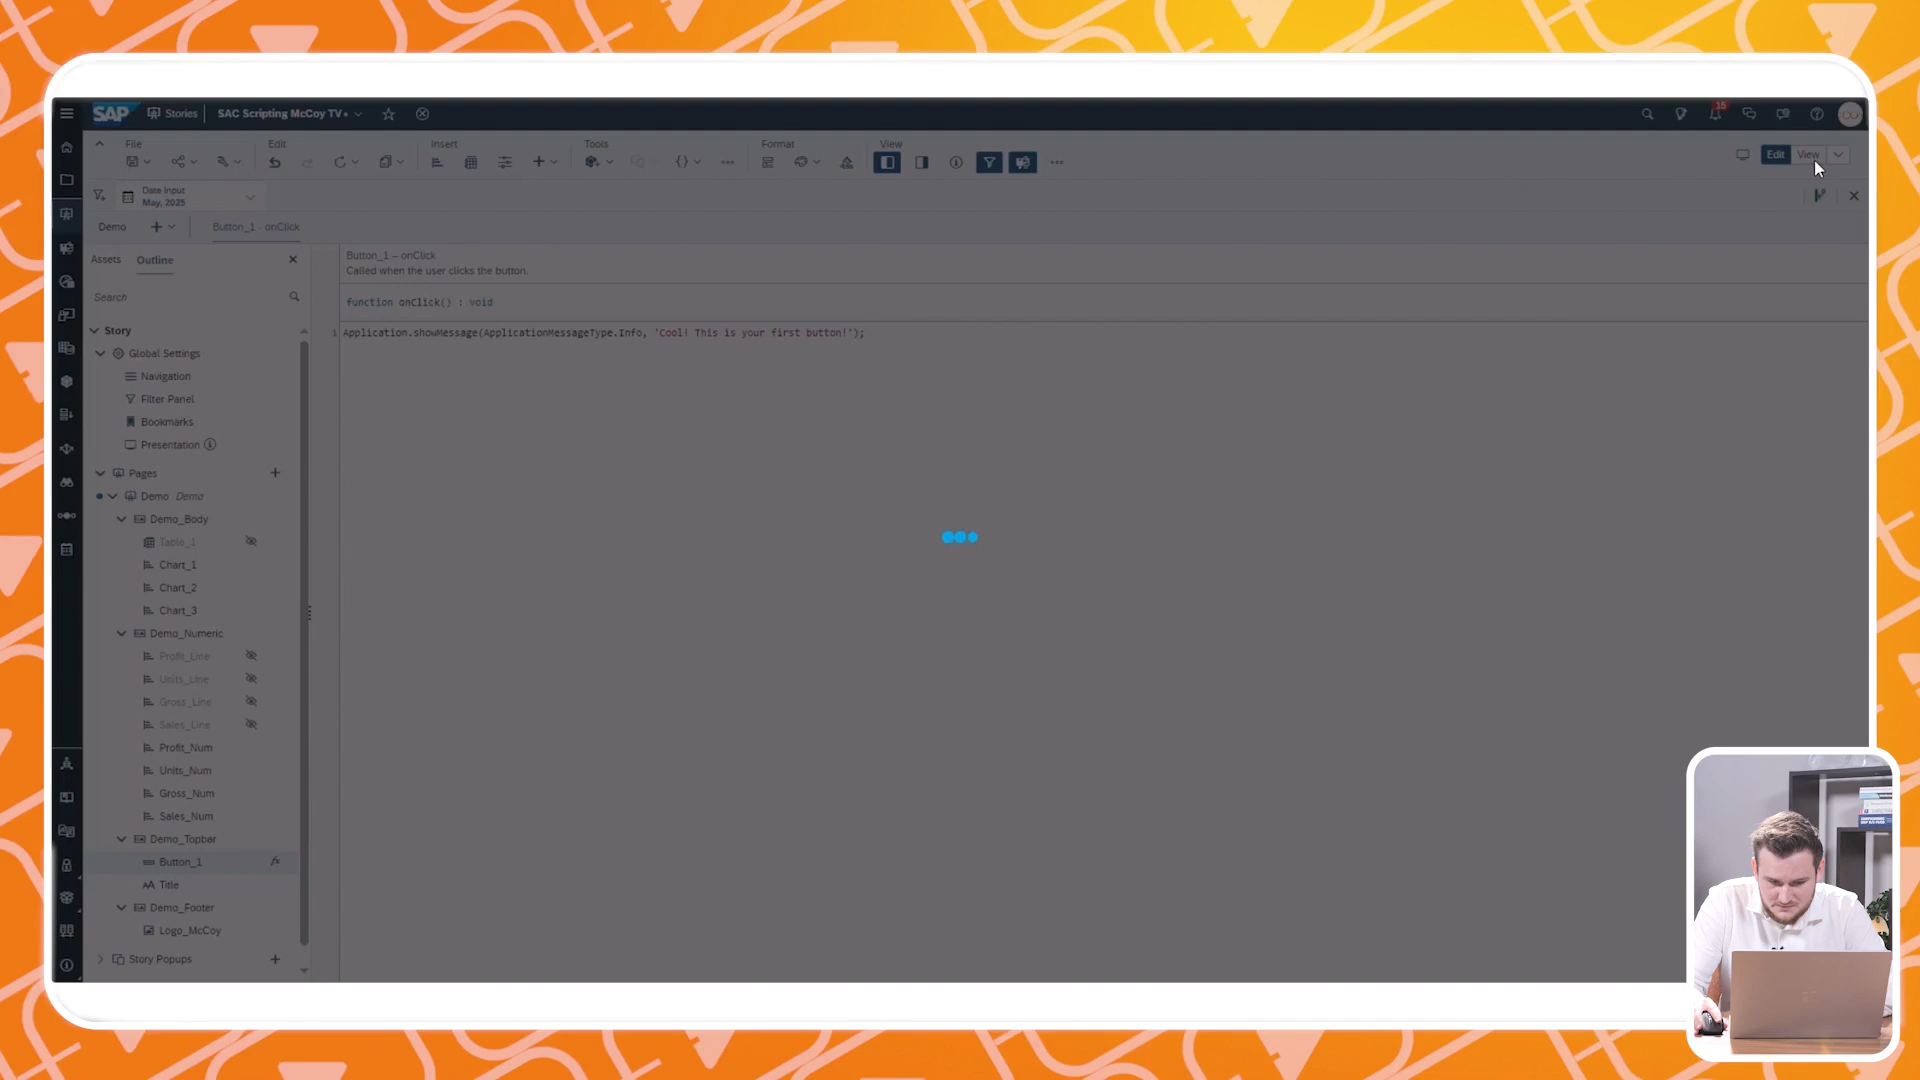 SAP
Stories
SAC Scripting McCoy TV
15
File
Edit
Insert
Tools
Format
View
Edit
View
Date Input
May, 2025
Demo
Button_1 - onClick
Assets
Outline
Button_1 – onClick
Called when the user clicks the button.
Search
function onClick() : void
Story
1 Application.showMessage(ApplicationMessageType.Info, 'Cool! This is your first button!');
Global Settings
Navigation
Filter Panel
Bookmarks
Presentation
Pages
Demo Demo
Demo_Body
Table_1
Chart_1
Chart_2
Chart_3
Demo_Numeric
Profit_Line
Units_Line
Gross_Line
Sales_Line
Profit_Num
Units_Num
Gross_Num
Sales_Num
Demo_Topbar
Button_1
fx
Title
Demo_Footer
Logo_McCoy
Story Popups